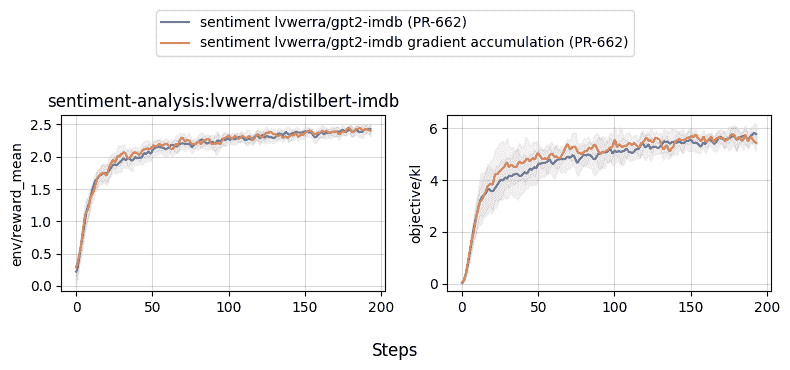 sentiment lvwerra/gpt2-imdb (PR-662)
sentiment lvwerra/gpt2-imdb gradient accumulation (PR-662)
sentiment-analysis:lvwerra/distilbert-imdb
env/reward_mean
2.5
2.0
1.5
1.0
0.5
0.0
0 50 100 150 200
objective/kl
6
4
2
0
0 50 100 150 200
Steps